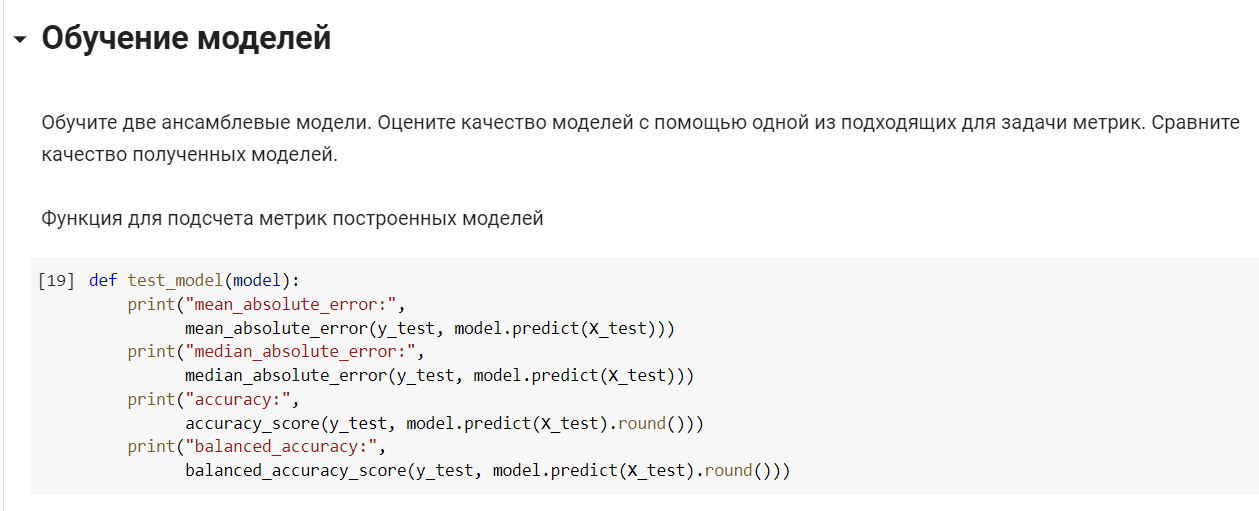 Обучение моделей
Обучите две ансамблевые модели. Оцените качество моделей с помощью одной из подходящих для задачи метрик. Сравните
качество полученных моделей.
Функция для подсчета метрик построенных моделей
[19] def test_model(model):
print("mean_absolute_error:",
mean_absolute_error(y_test, model.predict(X_test)))
print("median_absolute_error:",
median_absolute_error(y_test, model.predict(X_test)))
print("accuracy:",
accuracy_score(y_test, model.predict(X_test).round()))
print("balanced_accuracy:",
balanced_accuracy_score(y_test, model.predict(X_test).round()))